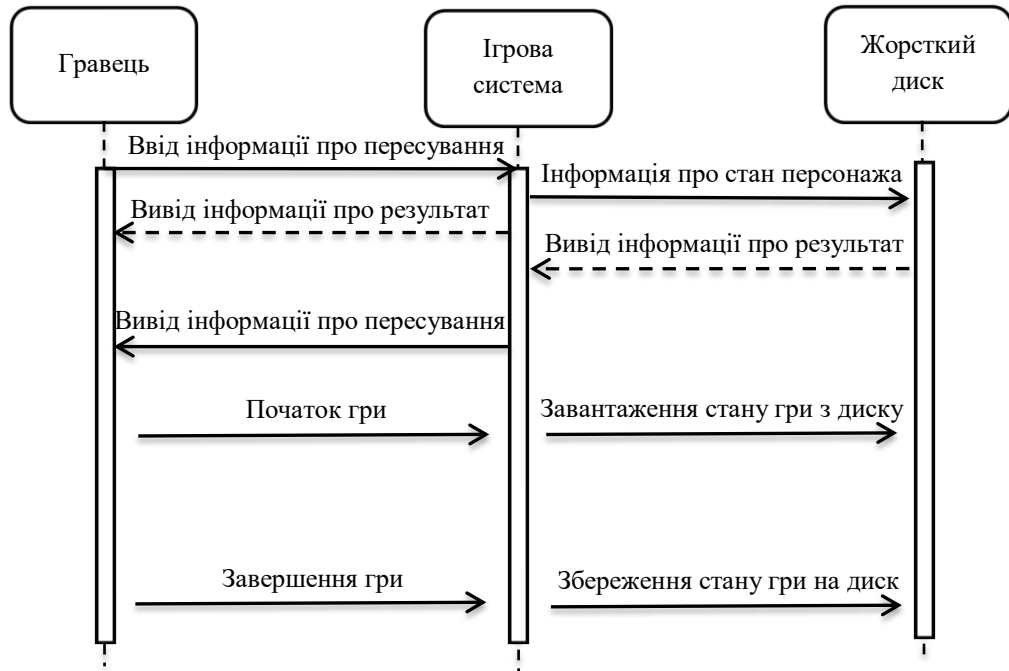 Гравець
Ігрова
система
Жорсткий
диск
Ввід інформації про пересування
Інформація про стан персонажа
Вивід інформації про результат
Вивід інформації про результат
Вивід інформації про пересування
Початок гри
Завантаження стану гри з диску
Завершення гри
Збереження стану гри на диск